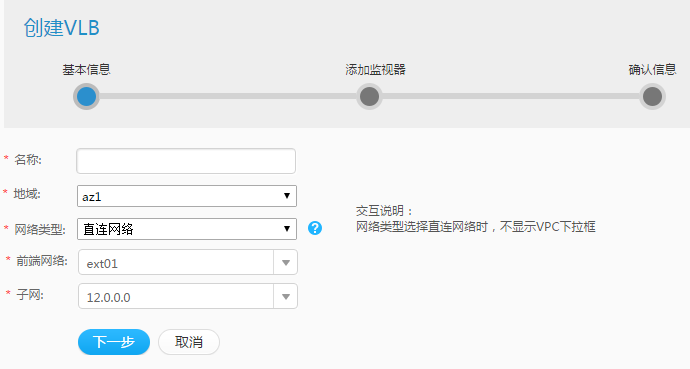 创建VLB
基本信息
添加监视器
确认信息
* 名称:
* 地域: az1
* 网络类型: 直连网络 ?
交互说明：
网络类型选择直连网络时，不显示VPC下拉框
* 前端网络: ext01
* 子网: 12.0.0.0
下一步 取消